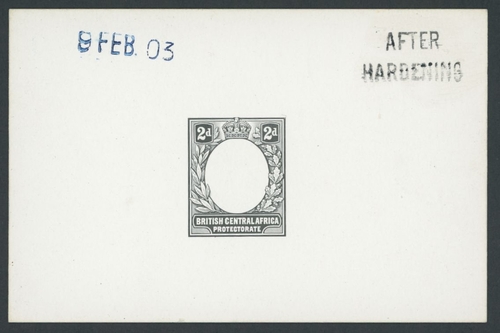 9 FEB. 03
AFTER
HARDENING
2d 2d
BRITISH CENTRAL AFRICA
PROTECTORATE